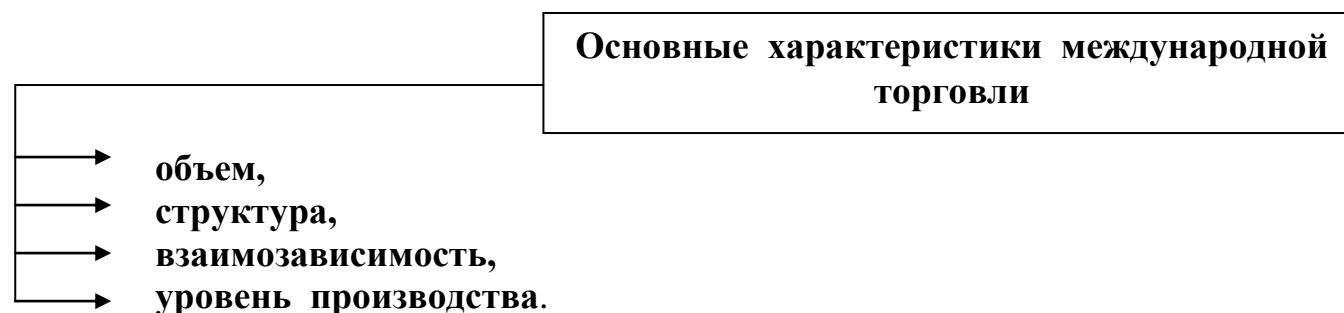 Основные характеристики международной
торговли
объем,
структура,
взаимозависимость,
уровень производства.